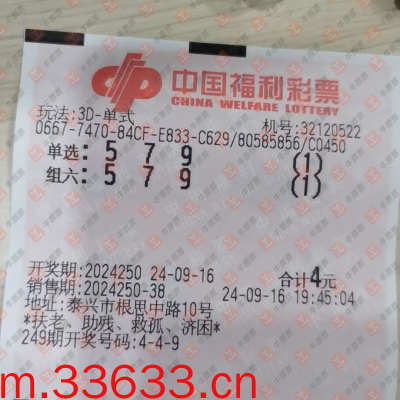 中国福利彩票
CHINA WELFARE LOTTERY
玩法:3D-单式 机号:32120522
0667-7470-84CF-E833-C629/80585856/C0450
单选: 5 7 9 (1)
组六: 5 7 9 (1)
开奖期:2024250 24-09-16 合计4元
销售期:2024250-38 24-09-16 19:45:04
地址:泰兴市根思中路10号
*扶老、助残、救孤、济困*
249期开奖号码:4-4-9
m.33633.cn